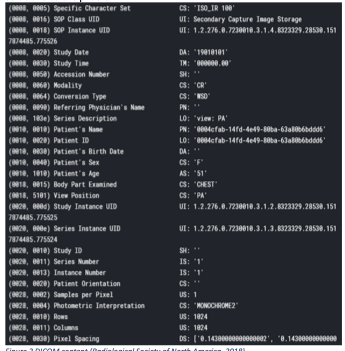 (0008, 0005) Specific Character Set CS: 'ISO_IR 100'
(0008, 0016) SOP Class UID UI: Secondary Capture Image Storage
(0008, 0018) SOP Instance UID UI: 1.2.276.0.7230010.3.1.4.8323329.28530.151
7874485.775526
(0008, 0020) Study Date DA: '19010101'
(0008, 0030) Study Time TM: '000000.00'
(0008, 0050) Accession Number SH: ''
(0008, 0060) Modality CS: 'CR'
(0008, 0064) Conversion Type CS: 'WSD'
(0008, 0090) Referring Physician's Name PN: ''
(0008, 103e) Series Description LO: 'view: PA'
(0010, 0010) Patient's Name PN: '0004cfab-14fd-4e49-80ba-63a80b6bddd6'
(0010, 0020) Patient ID LO: '0004cfab-14fd-4e49-80ba-63a80b6bddd6'
(0010, 0030) Patient's Birth Date DA: ''
(0010, 0040) Patient's Sex CS: 'F'
(0010, 1010) Patient's Age AS: '51'
(0018, 0015) Body Part Examined CS: 'CHEST'
(0018, 5101) View Position CS: 'PA'
(0020, 000d) Study Instance UID UI: 1.2.276.0.7230010.3.1.2.8323329.28530.151
7874485.775525
(0020, 000e) Series Instance UID UI: 1.2.276.0.7230010.3.1.3.8323329.28530.151
7874485.775524
(0020, 0010) Study ID SH: ''
(0020, 0011) Series Number IS: '1'
(0020, 0013) Instance Number IS: '1'
(0020, 0020) Patient Orientation CS: ''
(0028, 0002) Samples per Pixel US: 1
(0028, 0004) Photometric Interpretation CS: 'MONOCHROME2'
(0028, 0010) Rows US: 1024
(0028, 0011) Columns US: 1024
(0028, 0030) Pixel Spacing DS: ['0.14300000000000002', '0.14300000000000